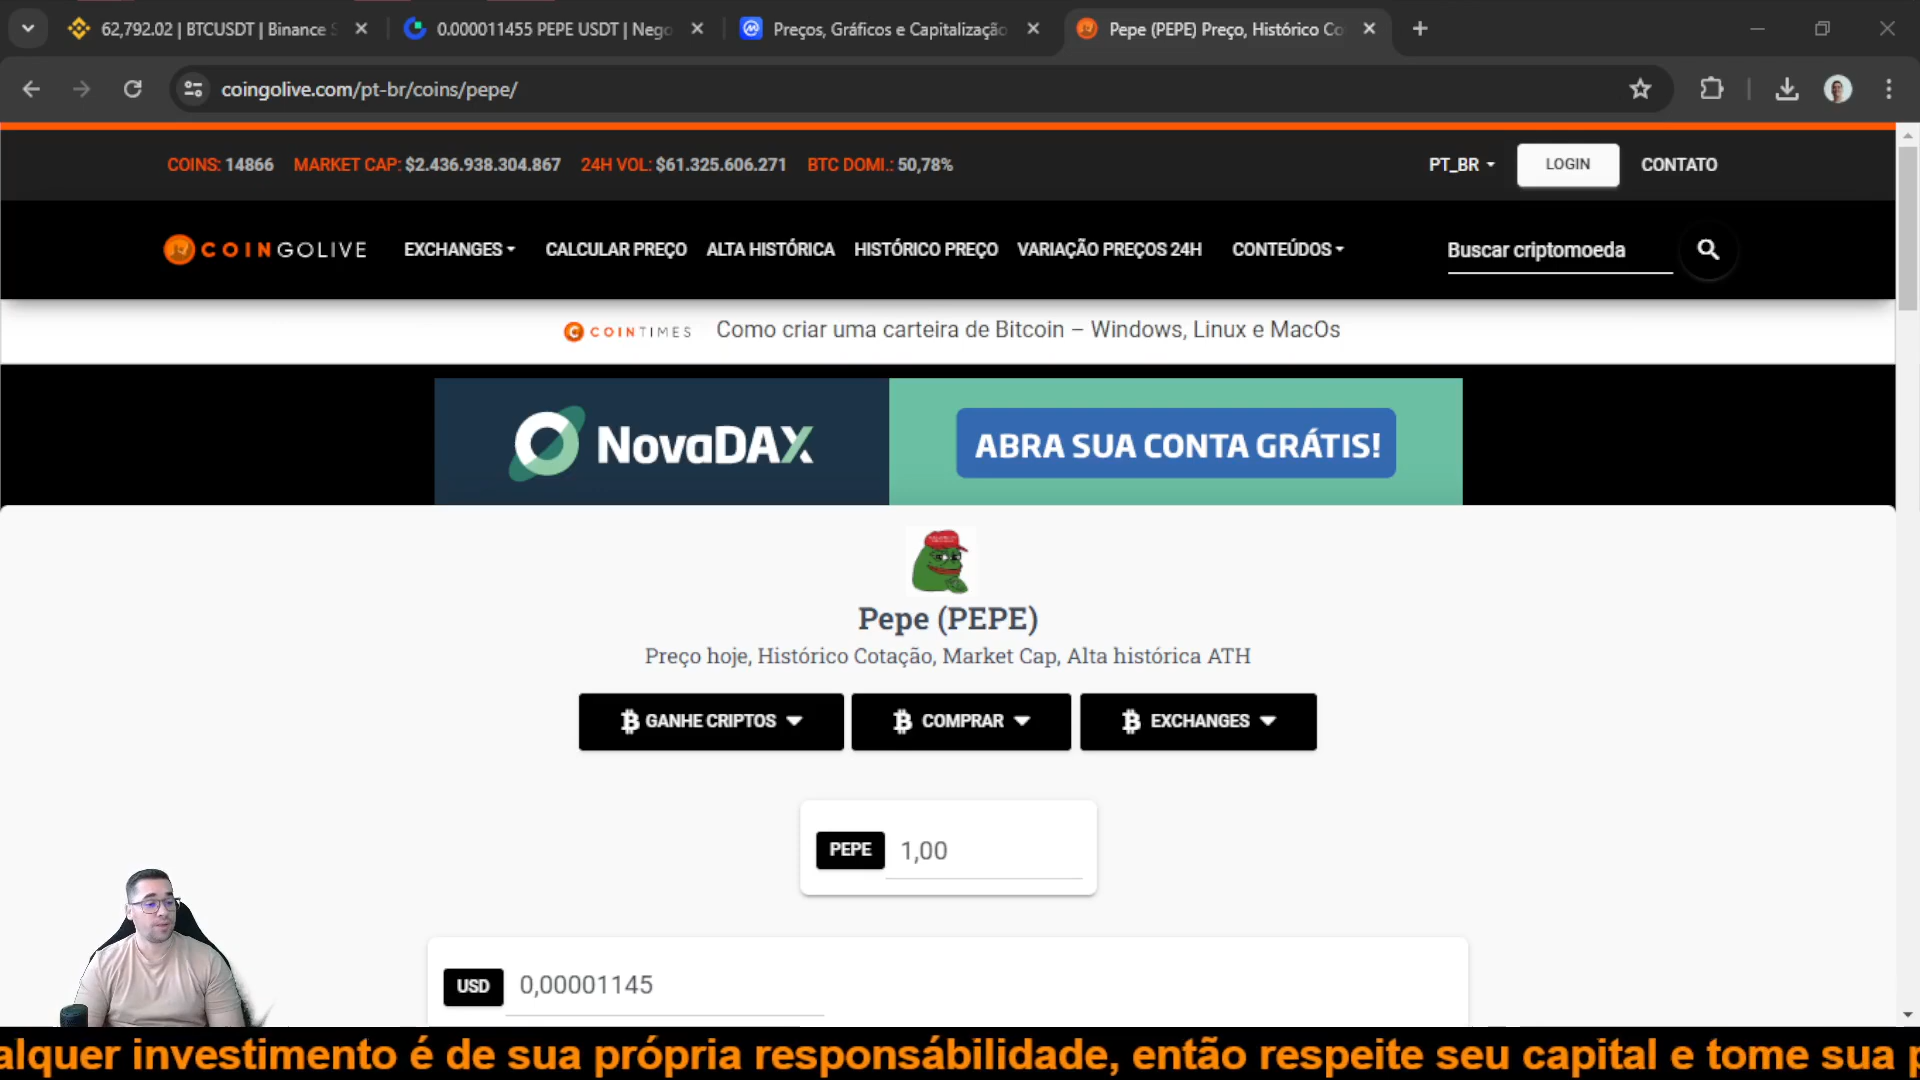 62,792.02 | BTCUSDT | Binance S
0.000011455 PEPE USDT | Nego
Preços, Gráficos e Capitalização
Pepe (PEPE) Preço, Histórico Co
coingolive.com/pt-br/coins/pepe/
COINS: 14866 MARKET CAP: $2.436.938.304.867 24H VOL: $61.325.606.271 BTC DOMI.: 50,78%
PT_BR LOGIN CONTATO
COINGOLIVE EXCHANGES CALCULAR PREÇO ALTA HISTÓRICA HISTÓRICO PREÇO VARIAÇÃO PREÇOS 24H CONTEÚDOS Buscar criptomoeda
COINTIMES Como criar uma carteira de Bitcoin – Windows, Linux e MacOs
NovaDAX ABRA SUA CONTA GRÁTIS!
Pepe (PEPE)
Preço hoje, Histórico Cotação, Market Cap, Alta histórica ATH
GANHE CRIPTOS COMPRAR EXCHANGES
PEPE 1,00
USD 0,00001145
alquer investimento é de sua própria responsábilidade, então respeite seu capital e tome sua p